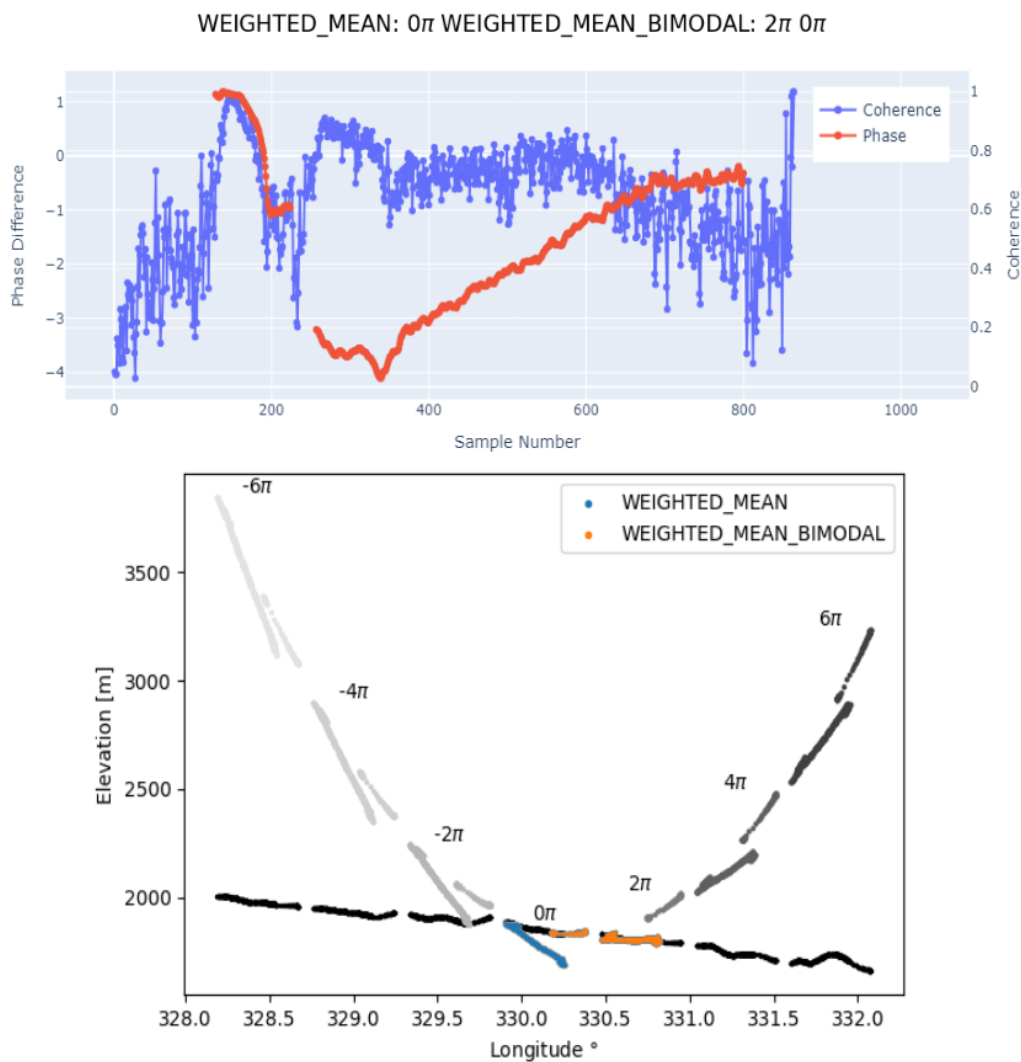 WEIGHTED_MEAN: 0π WEIGHTED_MEAN_BIMODAL: 2π 0π
1
0
−1
−2
−3
−4
Phase Difference
Coherence
Phase
1
0.8
0.6
0.4
0.2
0
Coherence
0
200
400
600
800
1000
Sample Number
-6π
-4π
-2π
0π
2π
4π
6π
WEIGHTED_MEAN
WEIGHTED_MEAN_BIMODAL
3500
3000
2500
2000
Elevation [m]
328.0
328.5
329.0
329.5
330.0
330.5
331.0
331.5
332.0
Longitude °